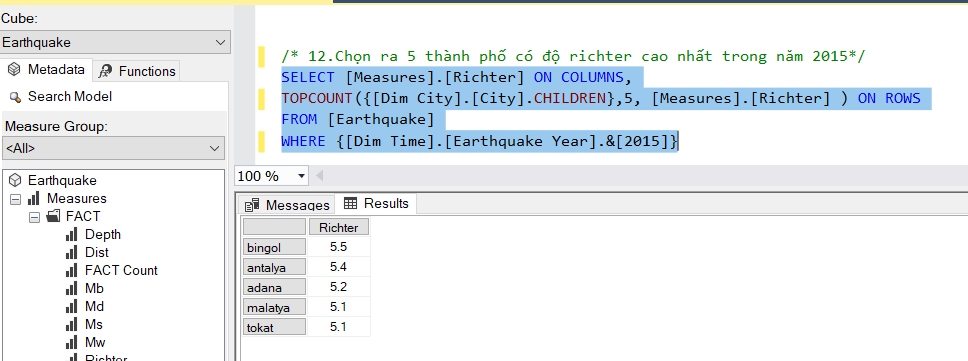 Cube:
Earthquake
Metadata
Functions
Search Model
Measure Group:
<All>
Earthquake
Measures
FACT
Depth
Dist
FACT Count
Mb
Md
Ms
Mw
Richter
/* 12.Chọn ra 5 thành phố có độ richter cao nhất trong năm 2015*/
SELECT [Measures].[Richter] ON COLUMNS,
TOPCOUNT({[Dim City].[City].CHILDREN},5, [Measures].[Richter] ) ON ROWS
FROM [Earthquake]
WHERE {[Dim Time].[Earthquake Year].&[2015]}
100 %
Messages
Results
Richter
bingol 5.5
antalya 5.4
adana 5.2
malatya 5.1
tokat 5.1